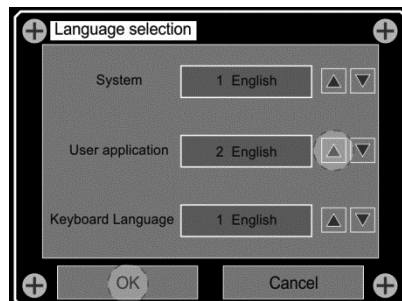 Language selection
System 1 English
User application 2 English
Keyboard Language 1 English
OK Cancel